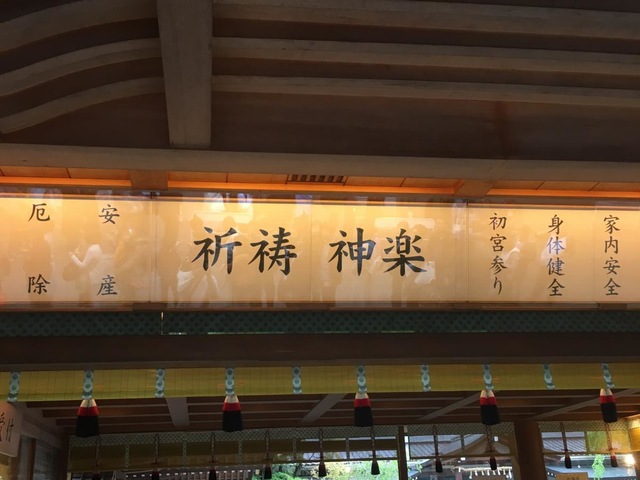 家内安全
身体健全
初宮参り
祈祷 神楽
安産
厄除